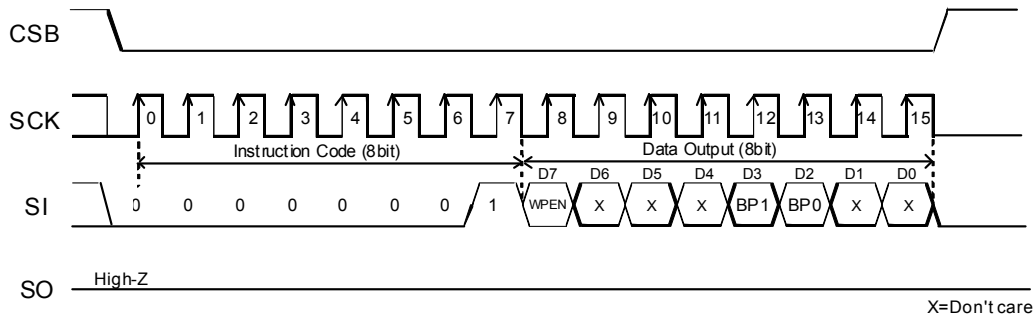 CSB
SCK 0 1 2 3 4 5 6 7 8 9 10 11 12 13 14 15
Instruction Code (8bit) Data Output (8bit)
D7 D6 D5 D4 D3 D2 D1 D0
SI 0 0 0 0 0 0 0 1 WPEN X X X BP1 BP0 X X
High-Z
SO
X=Don't care